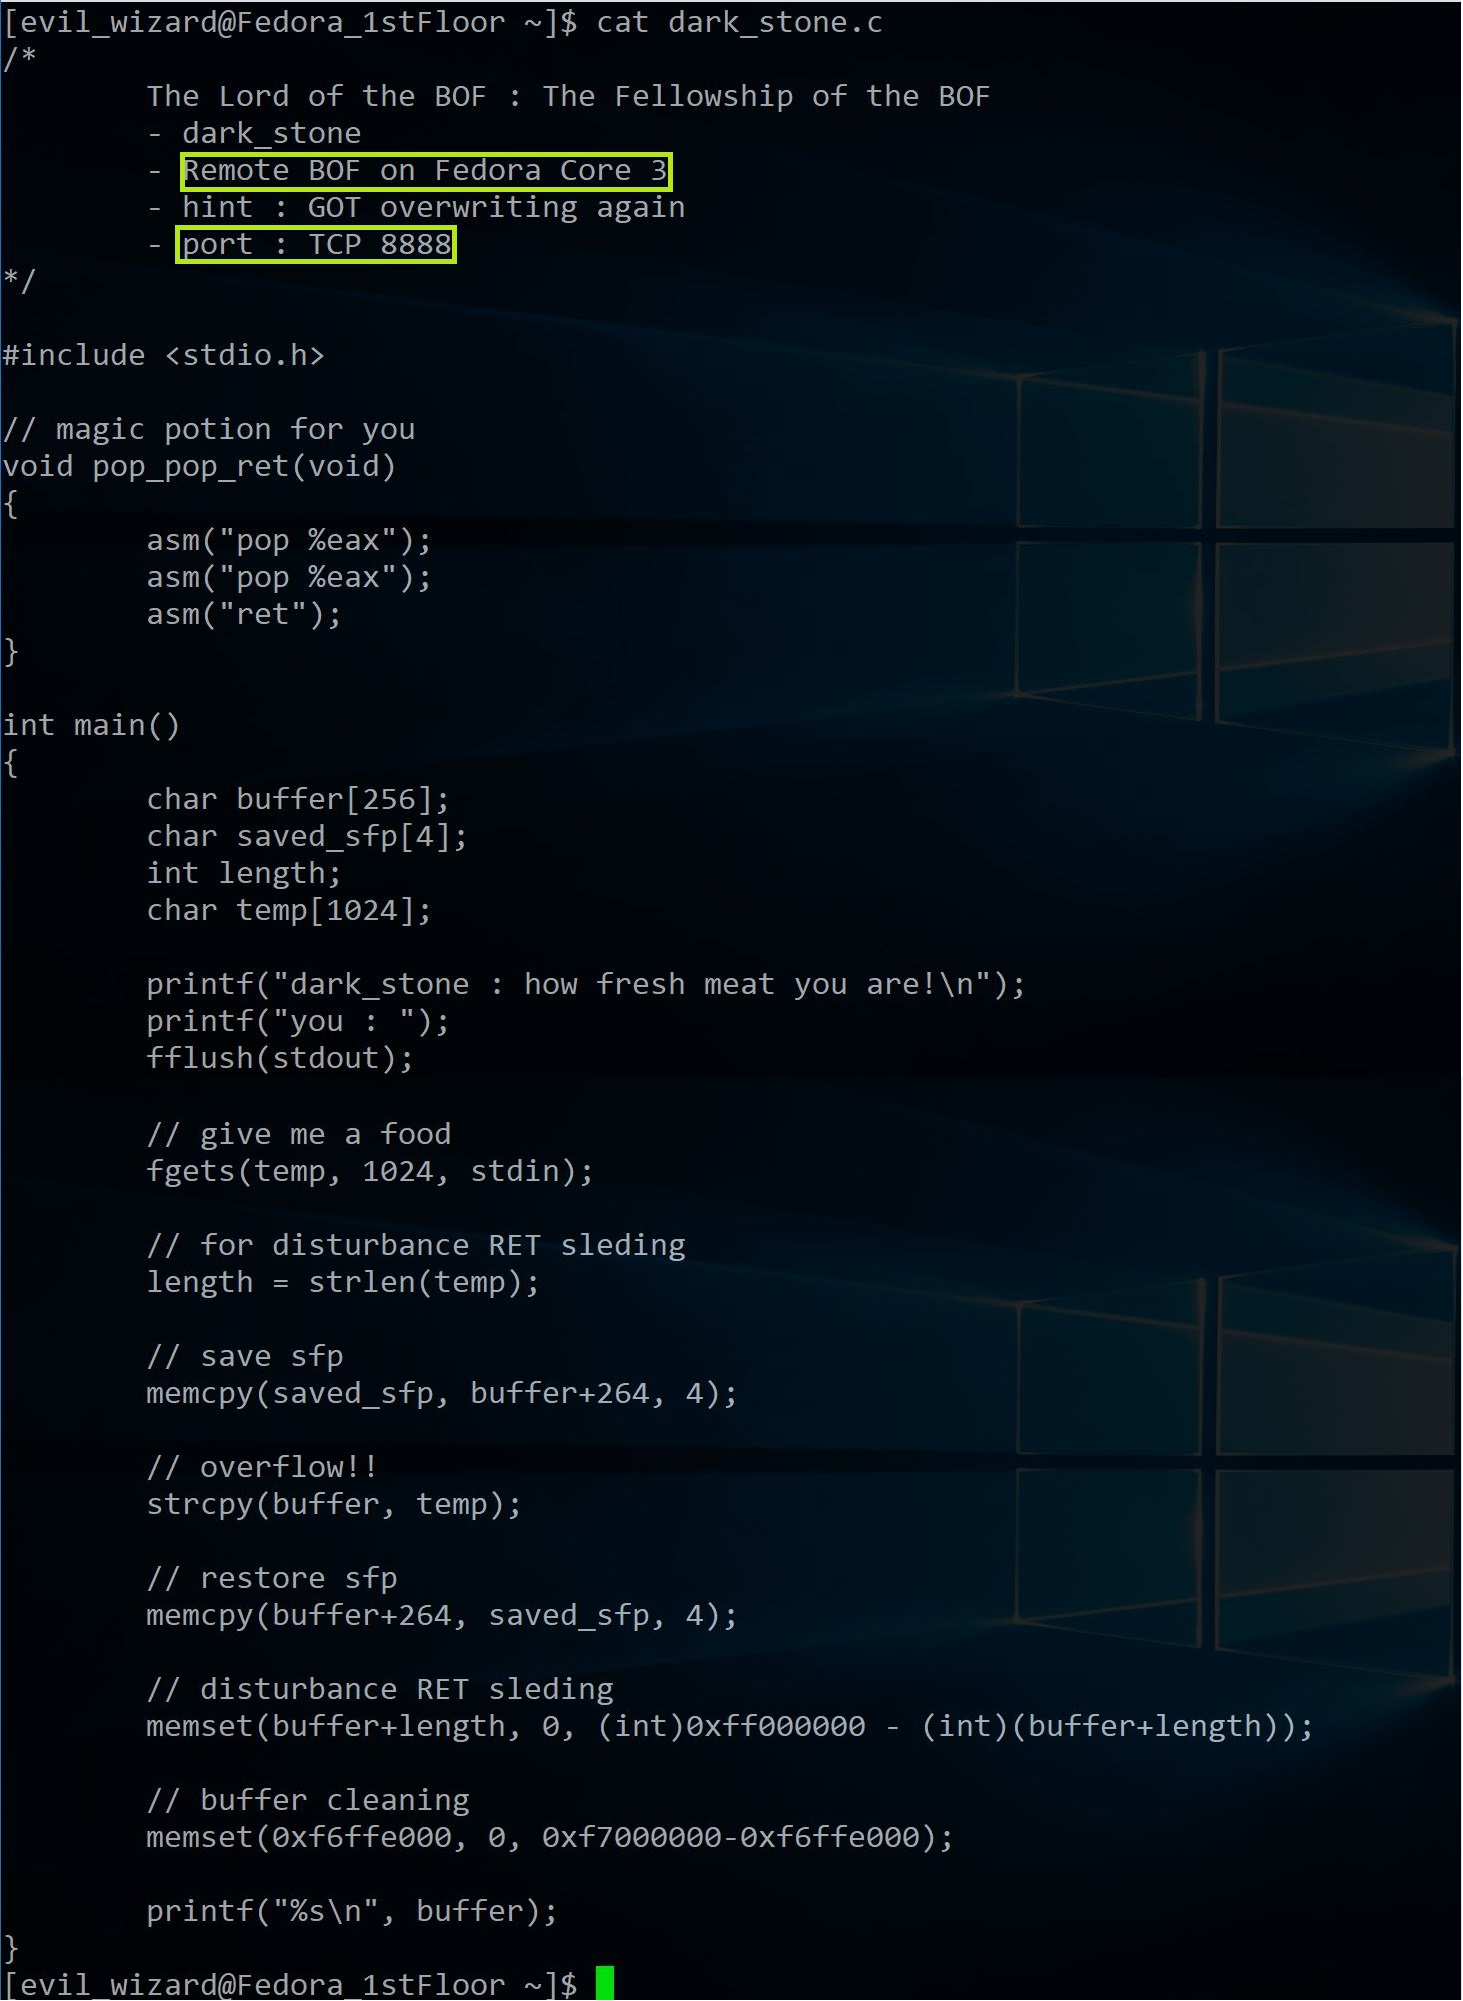 [evil_wizard@Fedora_1stFloor ~]$ cat dark_stone.c
/*
        The Lord of the BOF : The Fellowship of the BOF
        - dark_stone
        - Remote BOF on Fedora Core 3
        - hint : GOT overwriting again
        - port : TCP 8888
*/

#include <stdio.h>

// magic potion for you
void pop_pop_ret(void)
{
        asm("pop %eax");
        asm("pop %eax");
        asm("ret");
}

int main()
{
        char buffer[256];
        char saved_sfp[4];
        int length;
        char temp[1024];

        printf("dark_stone : how fresh meat you are!\n");
        printf("you : ");
        fflush(stdout);

        // give me a food
        fgets(temp, 1024, stdin);

        // for disturbance RET sleding
        length = strlen(temp);

        // save sfp
        memcpy(saved_sfp, buffer+264, 4);

        // overflow!!
        strcpy(buffer, temp);

        // restore sfp
        memcpy(buffer+264, saved_sfp, 4);

        // disturbance RET sleding
        memset(buffer+length, 0, (int)0xff000000 - (int)(buffer+length));

        // buffer cleaning
        memset(0xf6ffe000, 0, 0xf7000000-0xf6ffe000);

        printf("%s\n", buffer);
}
[evil_wizard@Fedora_1stFloor ~]$